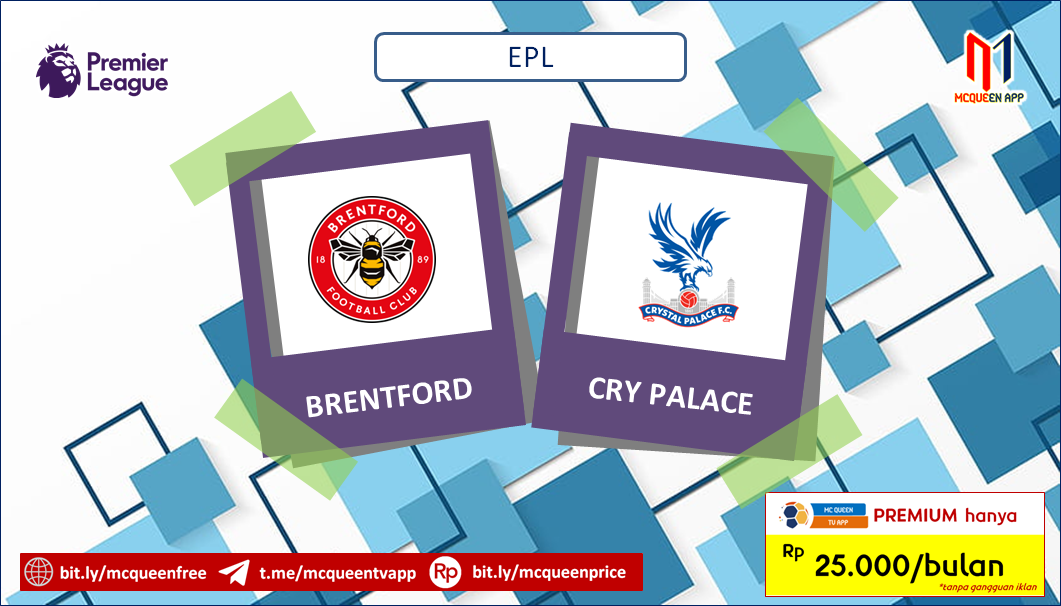 Premier
League
EPL
MCQUEEN APP
BRENTFORD
18 89
FOOTBALL CLUB
CRYSTAL PALACE F.C.
BRENTFORD
CRY PALACE
MC QUEEN
TU APP
PREMIUM hanya
Rp 25.000/bulan
*tanpa gangguan iklan
bit.ly/mcqueenfree
t.me/mcqueentvapp
Rp bit.ly/mcqueenprice